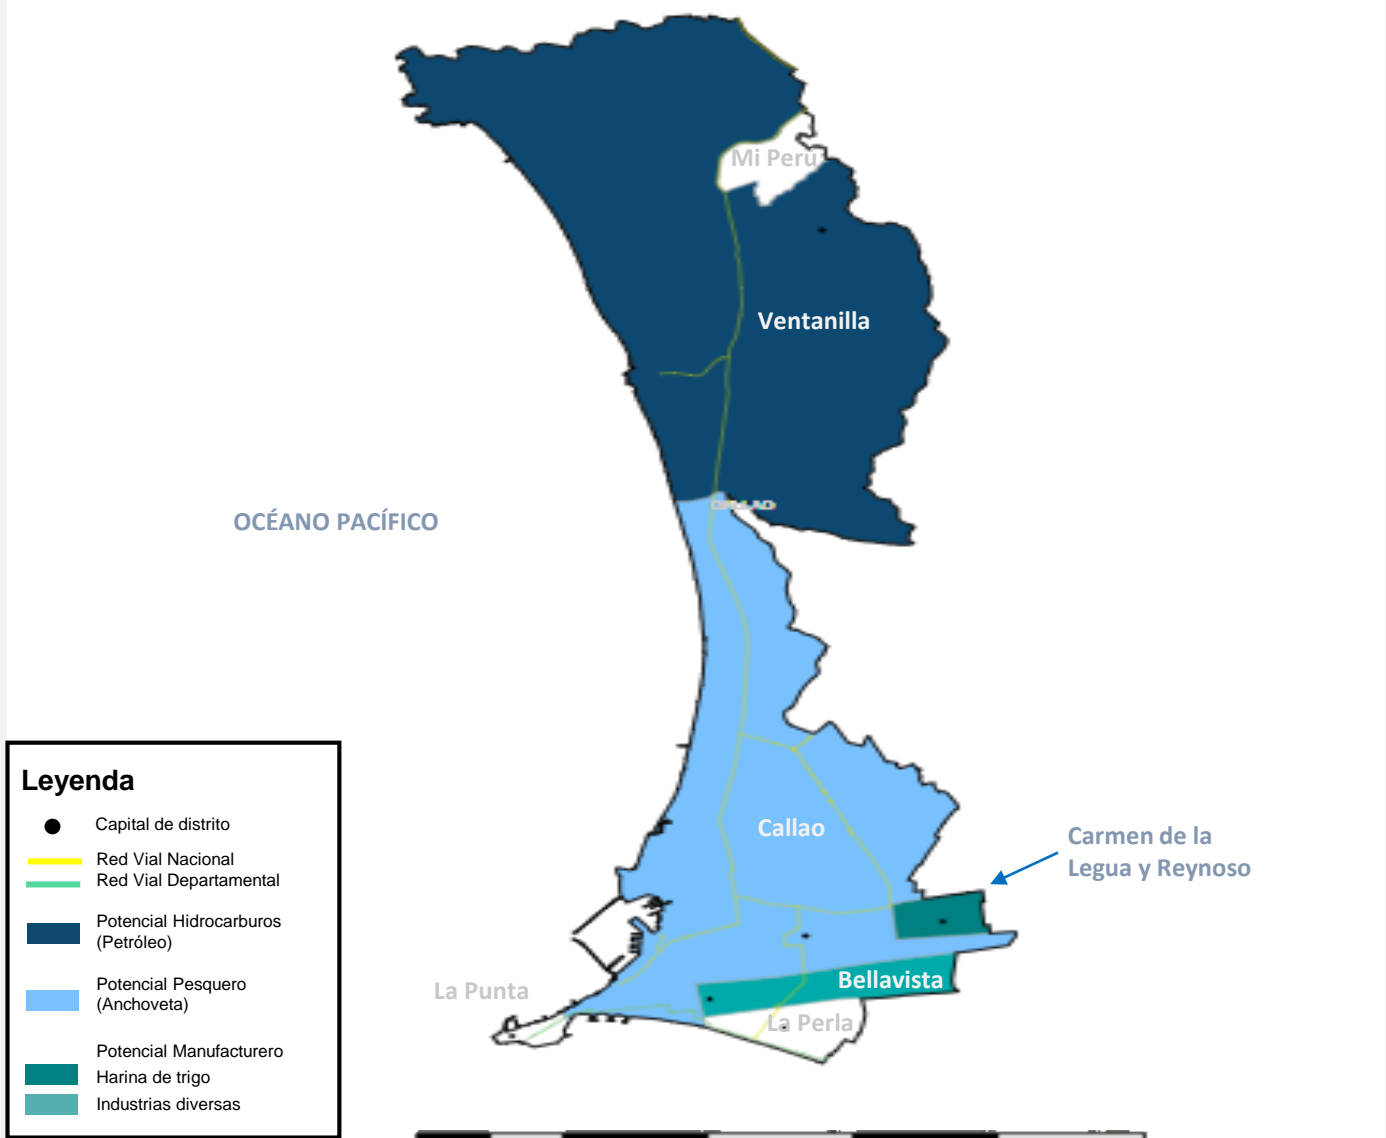 Mi Perú
Ventanilla
CALLAO
OCÉANO PACÍFICO
Callao
Carmen de la
Legua y Reynoso
Bellavista
La Punta
La Perla
Leyenda
Capital de distrito
Red Vial Nacional
Red Vial Departamental
Potencial Hidrocarburos
(Petróleo)
Potencial Pesquero
(Anchoveta)
Potencial Manufacturero
Harina de trigo
Industrias diversas